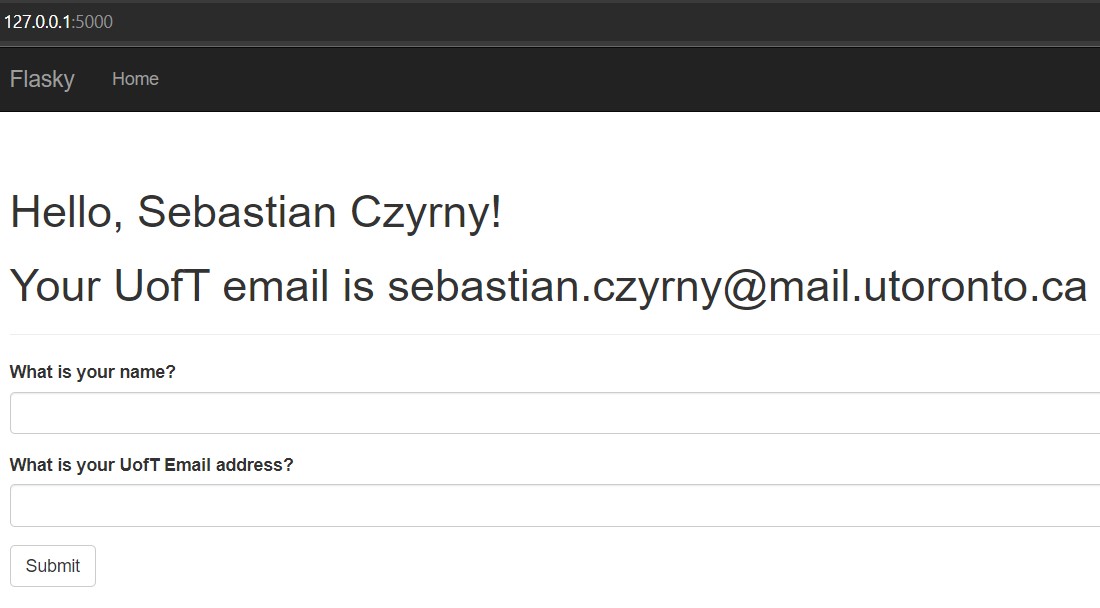 127.0.0.1:5000
Flasky Home
Hello, Sebastian Czyrny!
Your UofT email is sebastian.czyrny@mail.utoronto.ca
What is your name?
What is your UofT Email address?
Submit